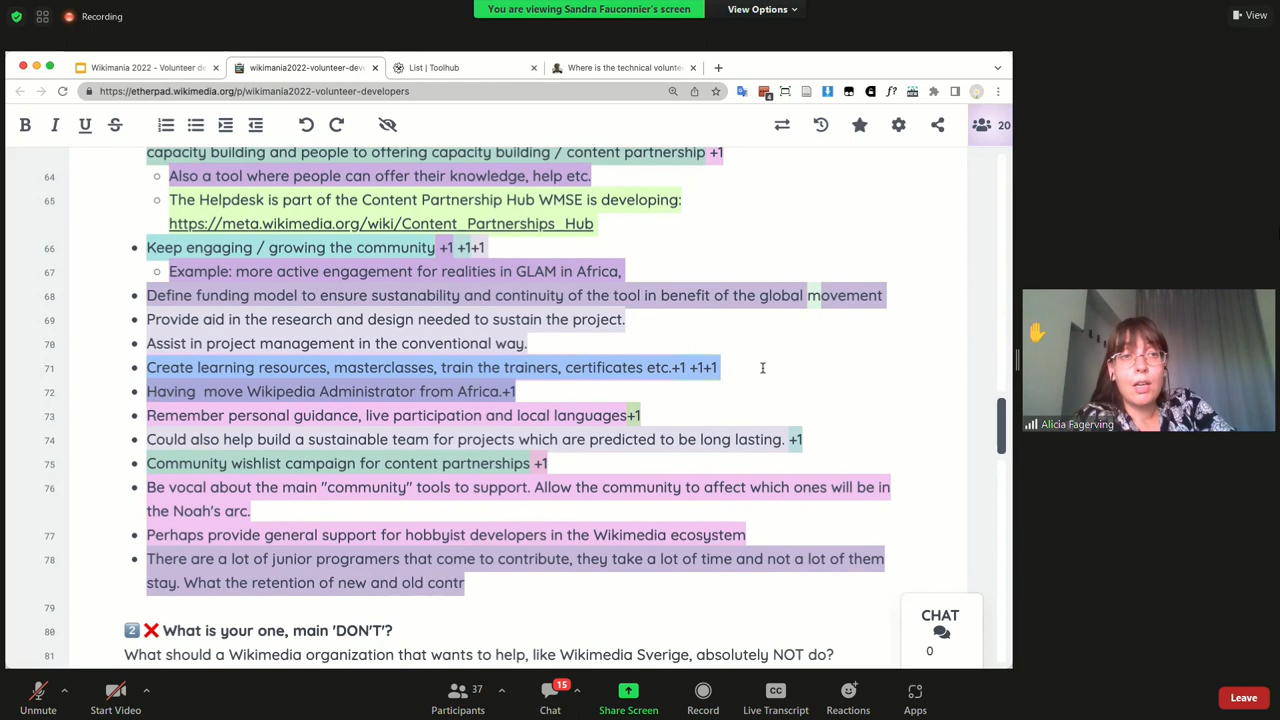 Recording
You are viewing Sandra Fauconnier's screen
View Options
View
Wikimania 2022 - Volunteer de
wikimania2022-volunteer-dev
List | Toolhub
Where is the technical volunte
https://etherpad.wikimedia.org/p/wikimania2022-volunteer-developers
4
B I U S
20
capacity building and people to offering capacity building / content partnership +1
64 Also a tool where people can offer their knowledge, help etc.
65 The Helpdesk is part of the Content Partnership Hub WMSE is developing:
https://meta.wikimedia.org/wiki/Content_Partnerships_Hub
66 Keep engaging / growing the community +1 +1+1
67 Example: more active engagement for realities in GLAM in Africa,
68 Define funding model to ensure sustanability and continuity of the tool in benefit of the global movement
69 Provide aid in the research and design needed to sustain the project.
70 Assist in project management in the conventional way.
71 Create learning resources, masterclasses, train the trainers, certificates etc.+1 +1+1
72 Having move Wikipedia Administrator from Africa.+1
73 Remember personal guidance, live participation and local languages+1
74 Could also help build a sustainable team for projects which are predicted to be long lasting. +1
75 Community wishlist campaign for content partnerships +1
76 Be vocal about the main "community" tools to support. Allow the community to affect which ones will be in
the Noah's arc.
77 Perhaps provide general support for hobbyist developers in the Wikimedia ecosystem
78 There are a lot of junior programers that come to contribute, they take a lot of time and not a lot of them
stay. What the retention of new and old contr
79
80 2 ❌ What is your one, main 'DON'T'?
81 What should a Wikimedia organization that wants to help, like Wikimedia Sverige, absolutely NOT do?
CHAT
0
Alicia Fagerving
Unmute
Start Video
37
Participants
15
Chat
Share Screen
Record
CC
Live Transcript
Reactions
Apps
Leave